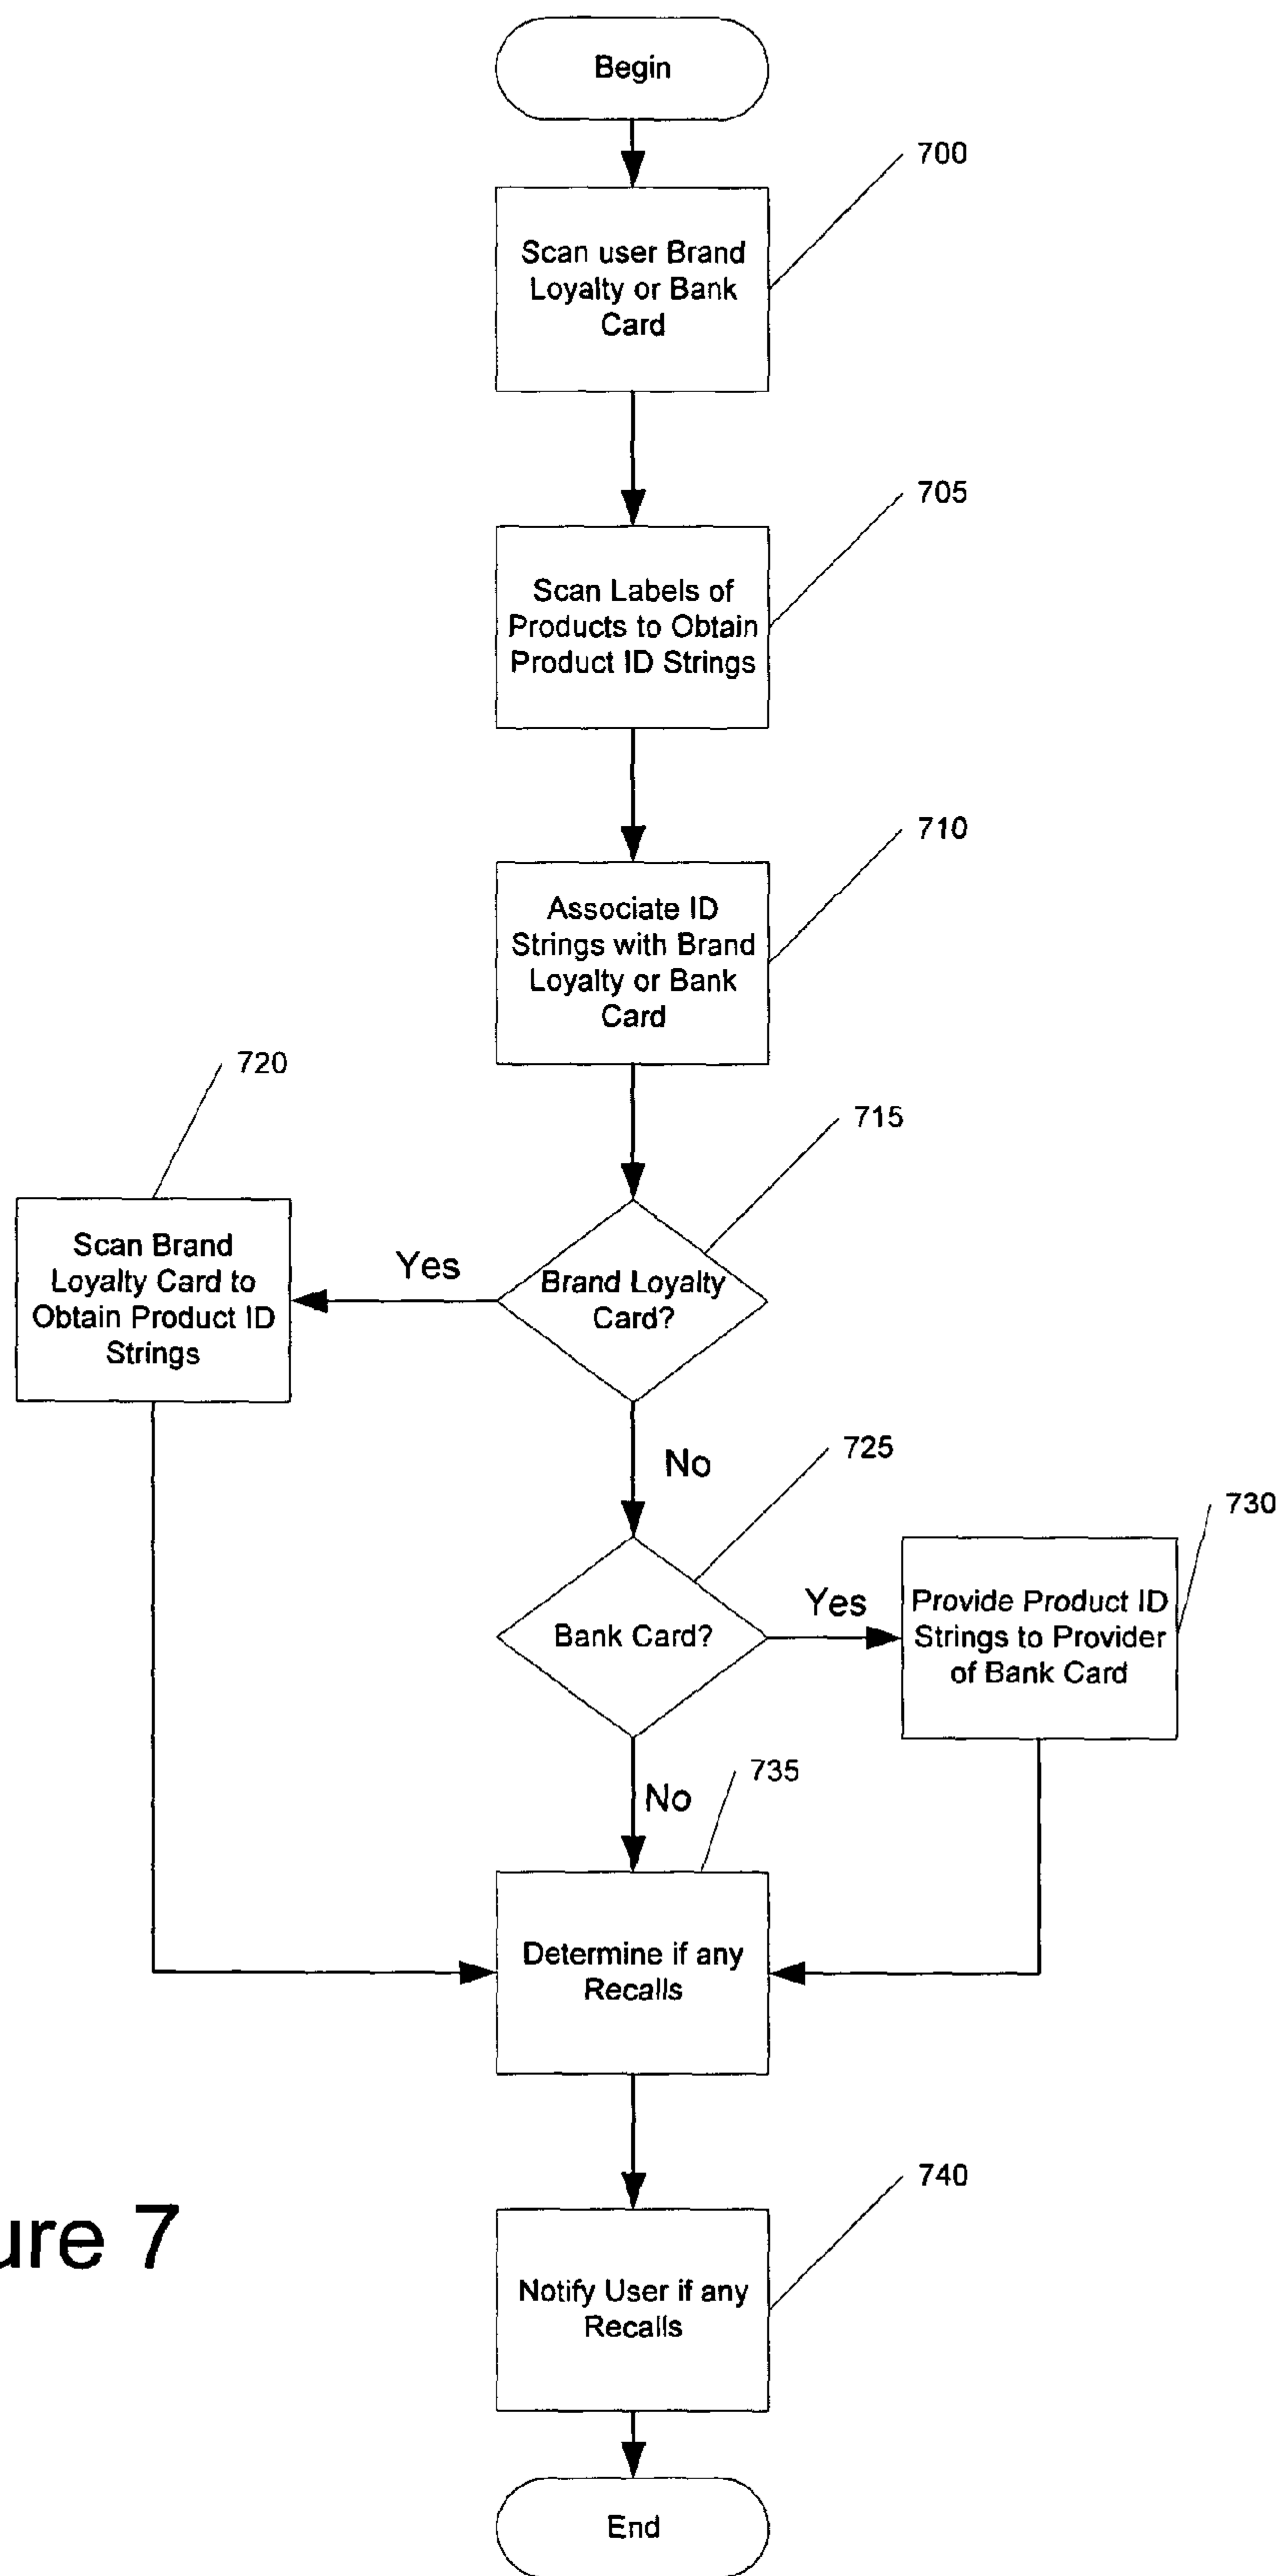 Begin
700
Scan user Brand
Loyalty or Bank
Card
705
Scan Labels of
Products to Obtain
Product ID Strings
710
Associate ID
Strings with Brand
Loyalty or Bank
Card
720
715
Scan Brand
Loyalty Card to
Obtain Product ID
Strings
Yes
Brand Loyalty
Card?
No
725
730
Bank Card?
Yes
Provide Product ID
Strings to Provider
of Bank Card
No
735
Determine if any
Recalls
740
ure 7
Notify User if any
Recalls
End